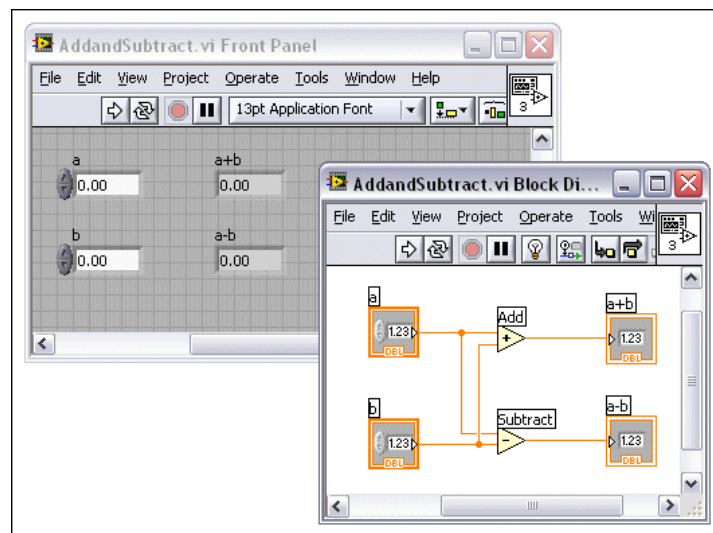 AddandSubtract.vi Front Panel
File Edit View Project Operate Tools Window Help
13pt Application Font
3
a
0.00
a+b
0.00
b
0.00
a-b
0.00
AddandSubtract.vi Block Di...
File Edit View Project Operate Tools Wi
3
a
1.23
DBL
Add
+
a+b
1.23
DBL
b
1.23
DBL
Subtract
-
a-b
1.23
DBL